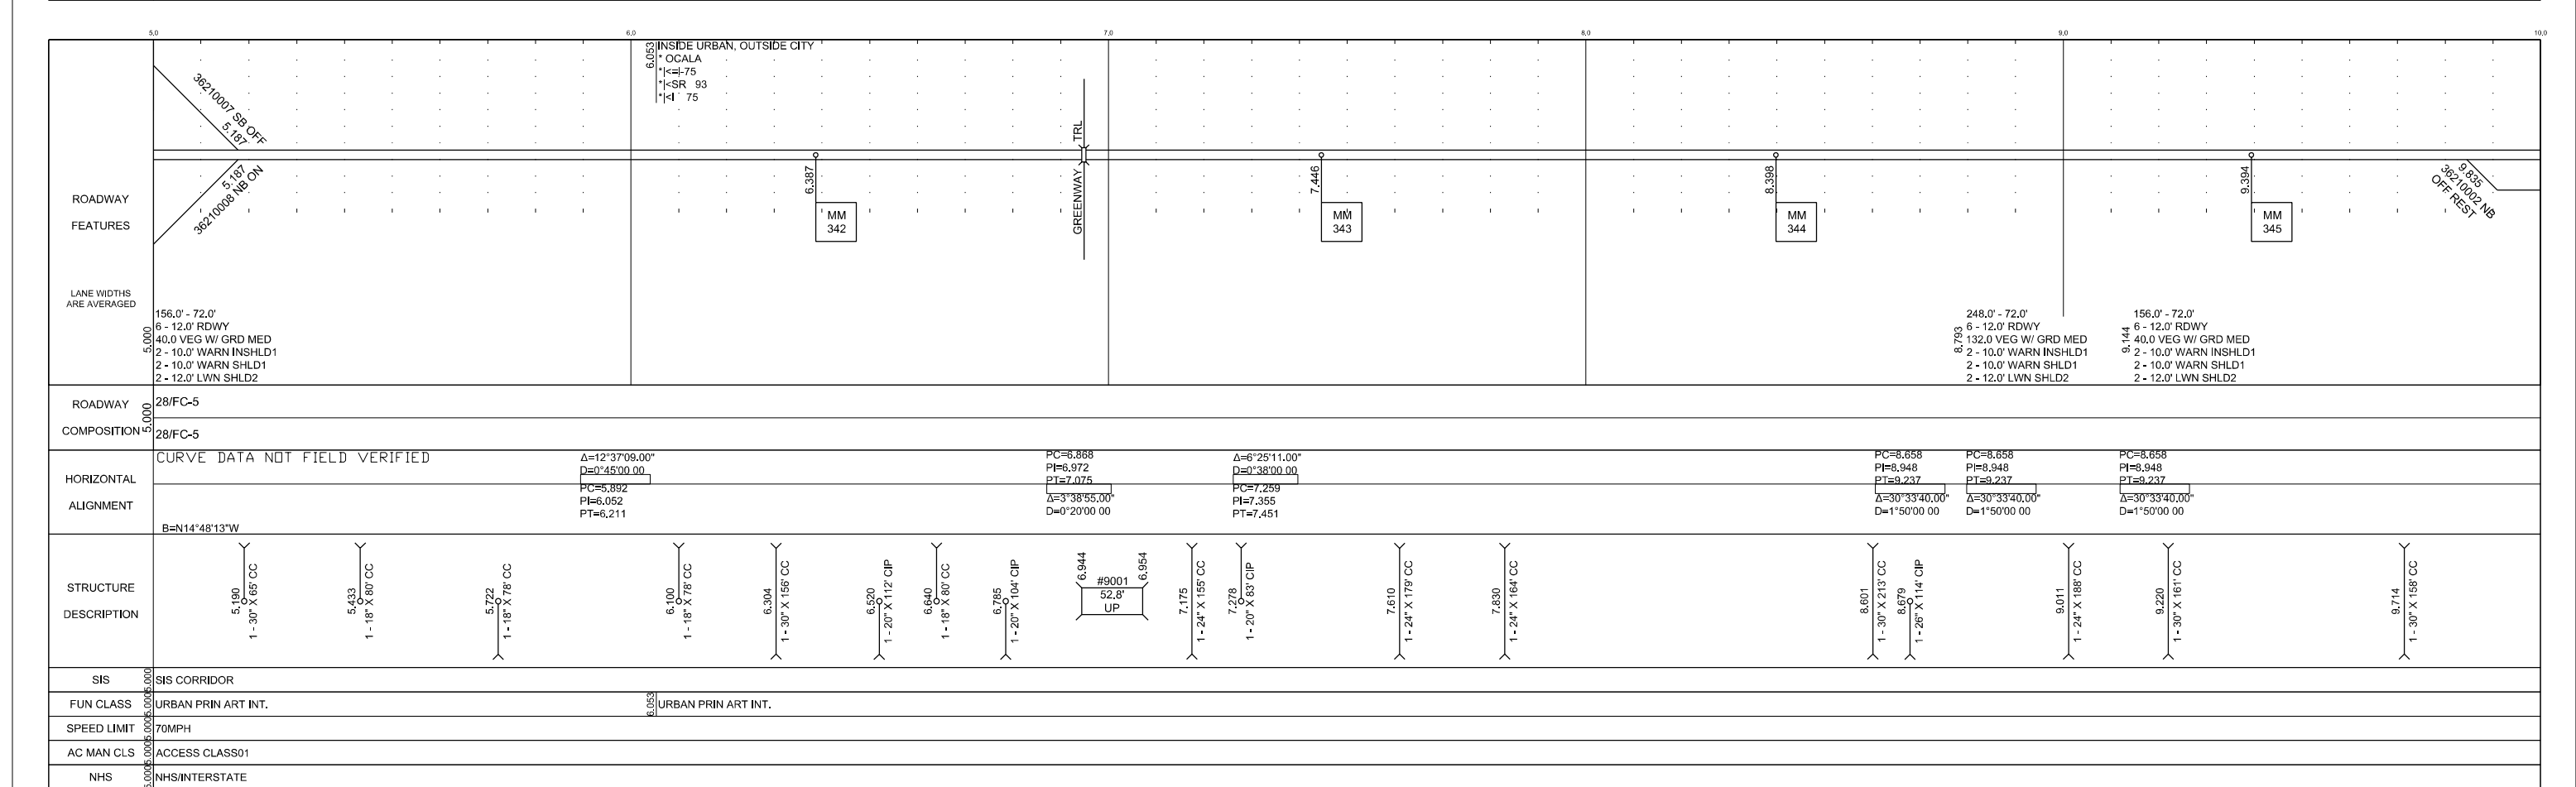 5,0 6,0 7,0 8,0 9,0 10,0
36210007 SB OFF
5.187
5.187
36210008 NB ON
6.053 INSIDE URBAN, OUTSIDE CITY
* OCALA
*|<=I-75
*|<SR 93
*|<I 75
ROADWAY
FEATURES
6.387
MM
342
GREENWAY TRL
7.446
MM
343
8.398
MM
344
9.394
MM
345
9.835
36210002 NB
OFF REST
LANE WIDTHS
ARE AVERAGED
5.000
156.0' - 72.0'
6 - 12.0' RDWY
40.0 VEG W/ GRD MED
2 - 10.0' WARN INSHLD1
2 - 10.0' WARN SHLD1
2 - 12.0' LWN SHLD2
8.793
248.0' - 72.0'
6 - 12.0' RDWY
132.0 VEG W/ GRD MED
2 - 10.0' WARN INSHLD1
2 - 10.0' WARN SHLD1
2 - 12.0' LWN SHLD2
9.144
156.0' - 72.0'
6 - 12.0' RDWY
40.0 VEG W/ GRD MED
2 - 10.0' WARN INSHLD1
2 - 10.0' WARN SHLD1
2 - 12.0' LWN SHLD2
ROADWAY
COMPOSITION
5.000
28/FC-5
28/FC-5
HORIZONTAL
ALIGNMENT
CURVE DATA NOT FIELD VERIFIED
B=N14°48'13"W
Δ=12°37'09.00"
D=0°45'00 00
PC=5.892
PI=6.052
PT=6.211
PC=6.868
PI=6.972
PT=7.075
Δ=3°38'55.00"
D=0°20'00 00
Δ=6°25'11.00"
D=0°38'00 00
PC=7.259
PI=7.355
PT=7.451
PC=8.658
PI=8.948
PT=9.237
Δ=30°33'40.00"
D=1°50'00 00
PC=8.658
PI=8.948
PT=9.237
Δ=30°33'40.00"
D=1°50'00 00
PC=8.658
PI=8.948
PT=9.237
Δ=30°33'40.00"
D=1°50'00 00
STRUCTURE
DESCRIPTION
5.190
1 - 30" X 65' CC
5.433
1 - 18" X 80' CC
5.722
1 - 18" X 78' CC
6.100
1 - 18" X 78' CC
6.304
1 - 30" X 156' CC
6.520
1 - 20" X 112' CIP
6.640
1 - 18" X 80' CC
6.785
1 - 20" X 104' CIP
6.944
#9001
52.8'
UP
6.954
7.175
1 - 24" X 155' CC
7.278
1 - 20" X 83' CIP
7.610
1 - 24" X 179' CC
7.830
1 - 24" X 164' CC
8.601
1 - 30" X 213' CC
8.679
1 - 26" X 114' CIP
9.011
1 - 24" X 188' CC
9.220
1 - 30" X 161' CC
9.714
1 - 30" X 158' CC
SIS 5.000 SIS CORRIDOR
FUN CLASS 5.000 URBAN PRIN ART INT. 6.053 URBAN PRIN ART INT.
SPEED LIMIT 5.000 70MPH
AC MAN CLS 5.000 ACCESS CLASS01
NHS 5.000 NHS/INTERSTATE